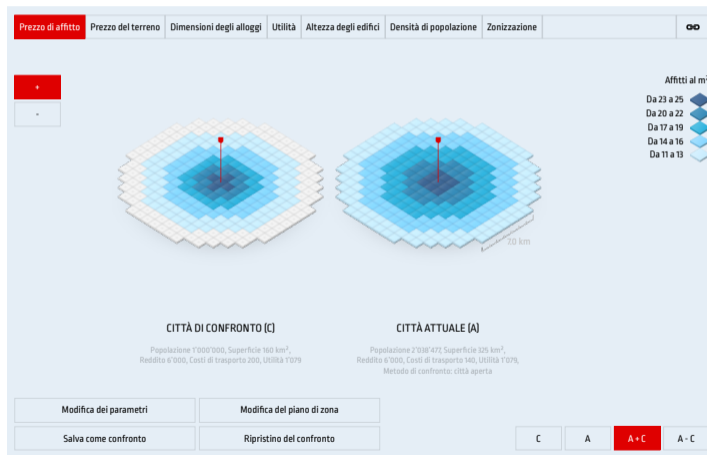 Prezzo di affitto Prezzo del terreno Dimensioni degli alloggi Utilità Altezza degli edifici Densità di popolazione Zonizzazione
+
Affitti al m²
Da 23 a 25
Da 20 a 22
Da 17 a 19
Da 14 a 16
Da 11 a 13
7.0 km
CITTÀ DI CONFRONTO (C)
Popolazione 1'000'000, Superficie 160 km²,
Reddito 6'000, Costi di trasporto 200, Utilità 1'079
CITTÀ ATTUALE (A)
Popolazione 2'038'477, Superficie 325 km²,
Reddito 6'000, Costi di trasporto 140, Utilità 1'079,
Metodo di confronto: città aperta
Modifica dei parametri Modifica del piano di zona
Salva come confronto Ripristino del confronto C A A + C A - C